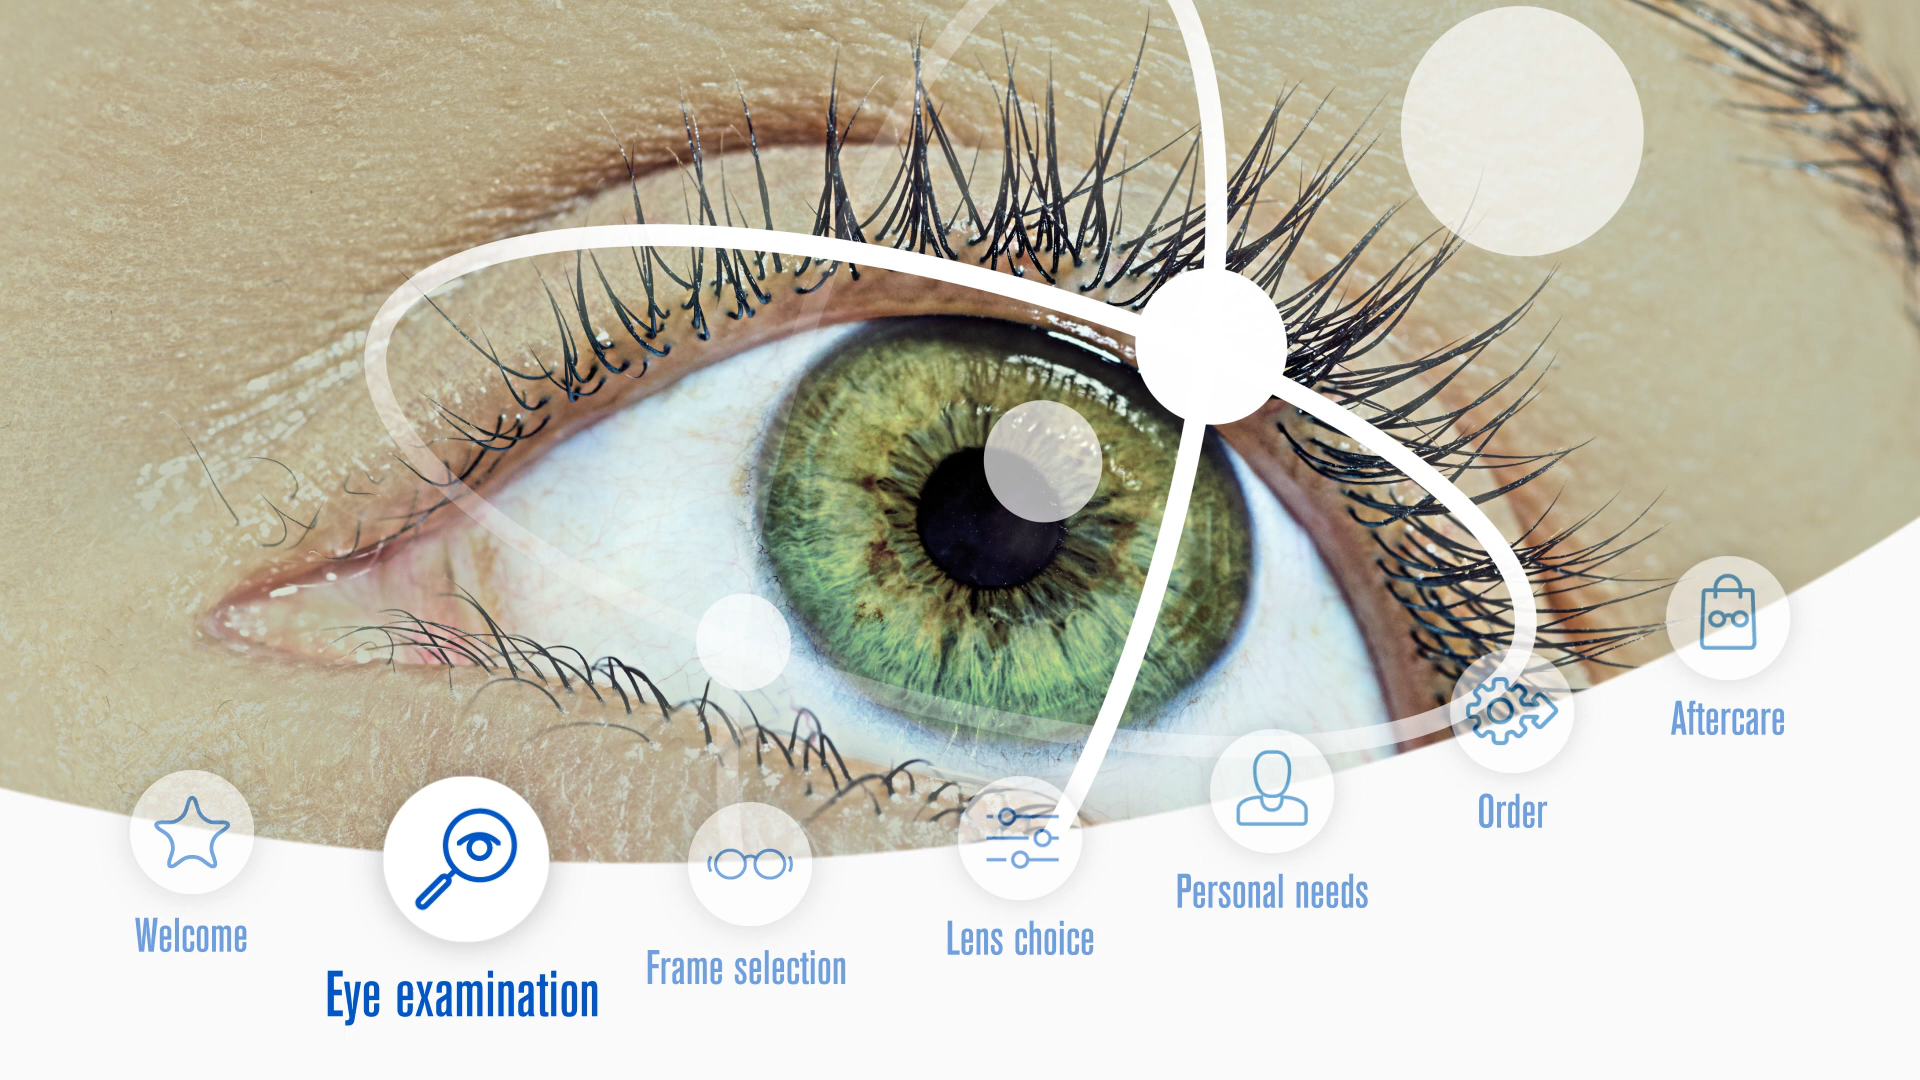 Welcome
Eye examination
Frame selection
Lens choice
Personal needs
Order
Aftercare